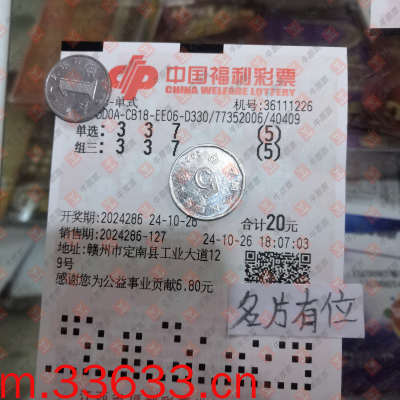 中国福利彩票
CHINA WELFARE LOTTERY
-单式
机号:36111226
0D0A-CB18-EE06-D330/77352006/40409
单选: 3 3 7 (5)
组三: 3 3 7 (5)
开奖期:2024286 24-10-26 合计20元
销售期:2024286-127 24-10-26 18:07:03
地址:赣州市定南县工业大道12
9号
感谢您为公益事业贡献6.80元
名片有位
m.33633.cn